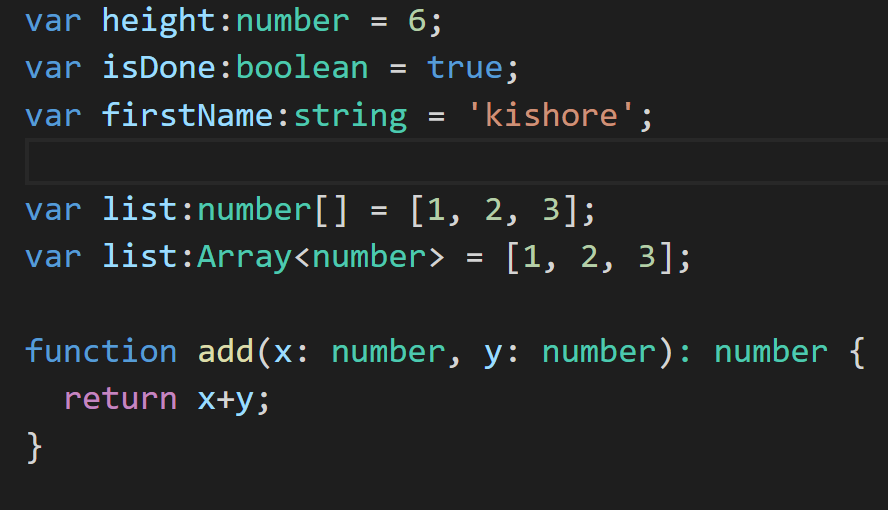 var height:number = 6;
var isDone:boolean = true;
var firstName:string = 'kishore';
var list:number[] = [1, 2, 3];
var list:Array<number> = [1, 2, 3];
function add(x: number, y: number): number {
  return x+y;
}